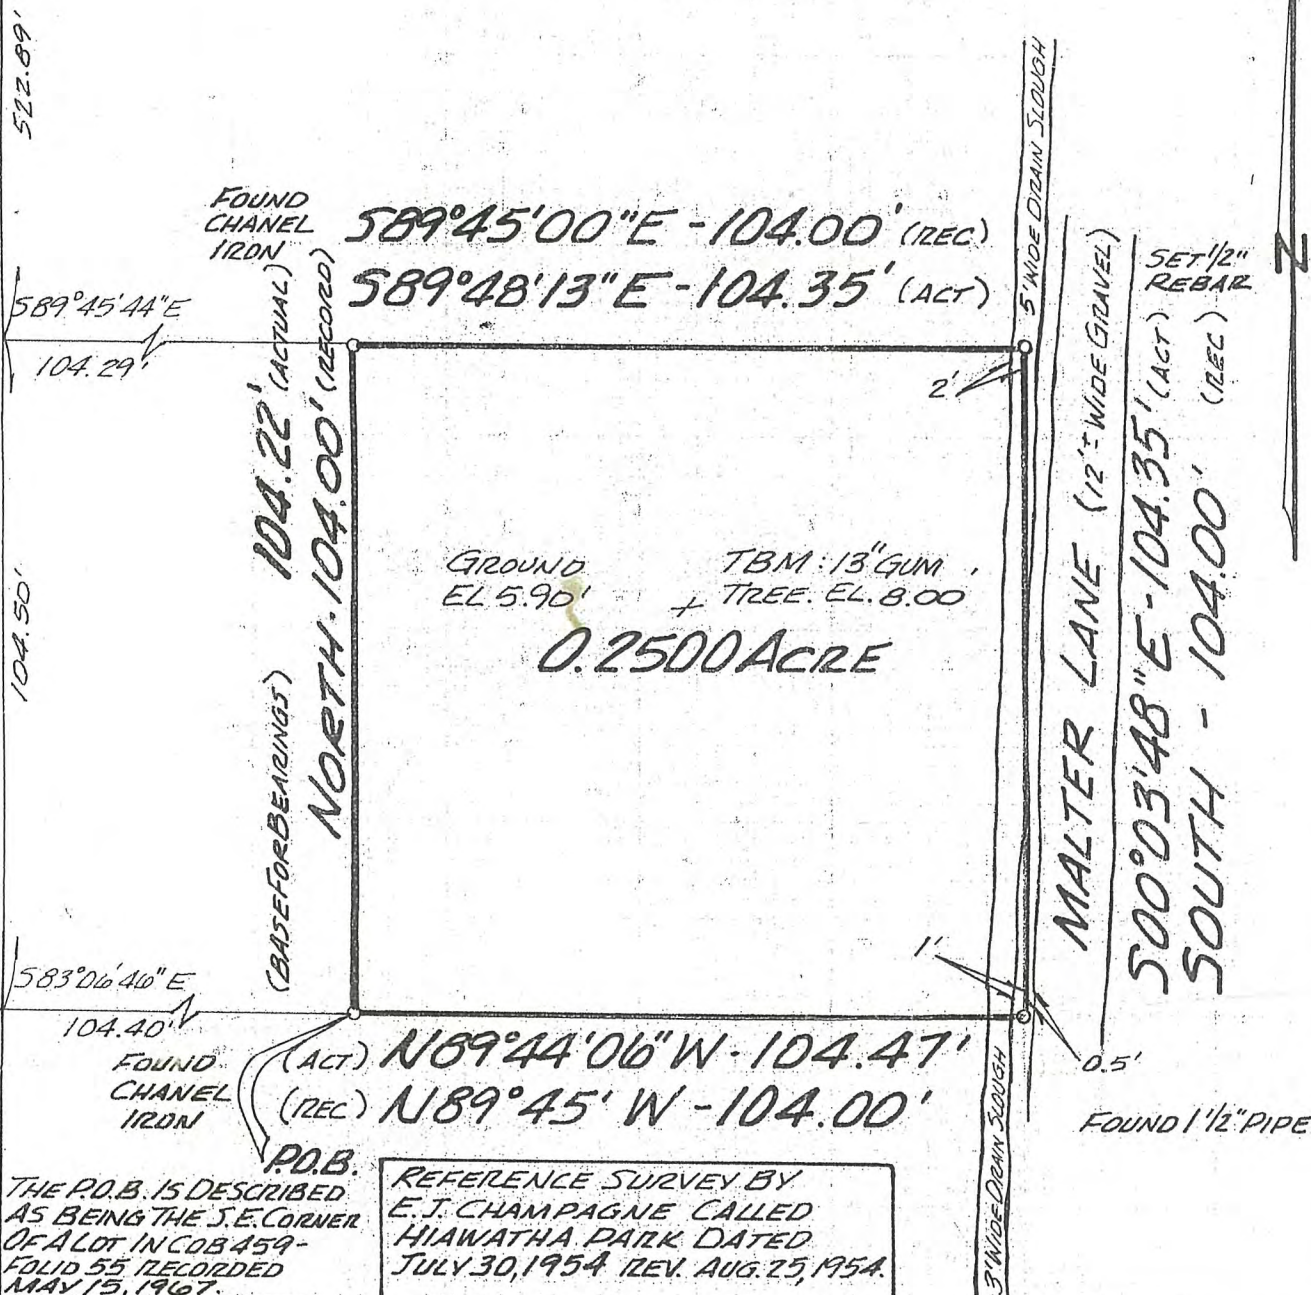 522.89'
FOUND
CHANEL
IRON
S89°45'00"E - 104.00' (REC)
S89°48'13"E - 104.35' (ACT)
5' WIDE DRAIN SLOUGH
SET 1/2"
REBAR
N
S89°45'44"E
104.29'
104.22' (ACTUAL)
NORTH - 104.00' (RECORD)
(BASE FOR BEARINGS)
2'
MALTER LANE (12'± WIDE GRAVEL)
S00°03'48"E - 104.35' (ACT)
SOUTH - 104.00' (REC)
104.50'
GROUND
EL 5.90'
TBM: 13" GUM
TREE. EL. 8.00
0.2500 ACRE
S83°06'46"E
104.40'
1'
0.5'
FOUND
CHANEL
IRON
(ACT) N89°44'06"W - 104.47'
(REC) N89°45' W - 104.00'
FOUND 1 1/2" PIPE
P.O.B.
3' WIDE DRAIN SLOUGH
THE P.O.B. IS DESCRIBED
AS BEING THE S.E. CORNER
OF A LOT IN COB 459-
FOLIO 55 RECORDED
MAY 15, 1967.
REFERENCE SURVEY BY
E.J. CHAMPAGNE CALLED
HIAWATHA PARK DATED
JULY 30, 1954 REV. AUG. 25, 1954.